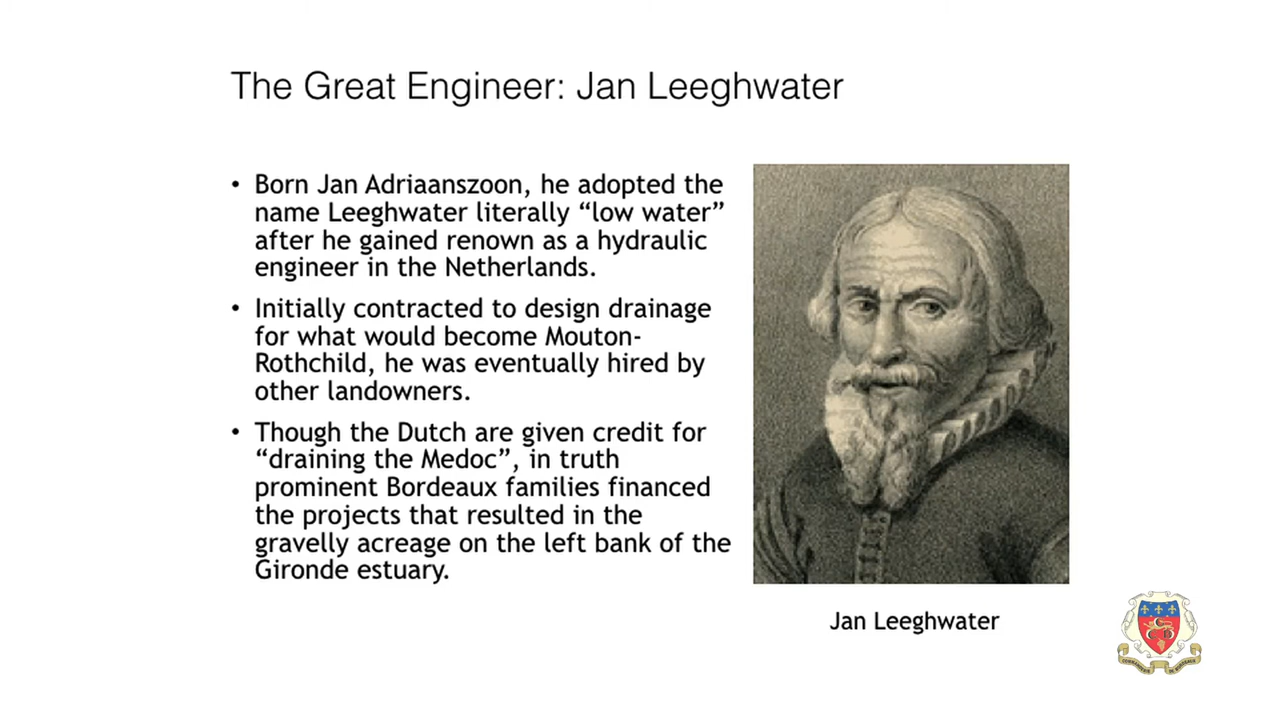 The Great Engineer: Jan Leeghwater
• Born Jan Adriaanszoon, he adopted the
name Leeghwater literally “low water”
after he gained renown as a hydraulic
engineer in the Netherlands.
• Initially contracted to design drainage
for what would become Mouton-
Rothchild, he was eventually hired by
other landowners.
• Though the Dutch are given credit for
“draining the Medoc”, in truth
prominent Bordeaux families financed
the projects that resulted in the
gravelly acreage on the left bank of the
Gironde estuary.
Jan Leeghwater